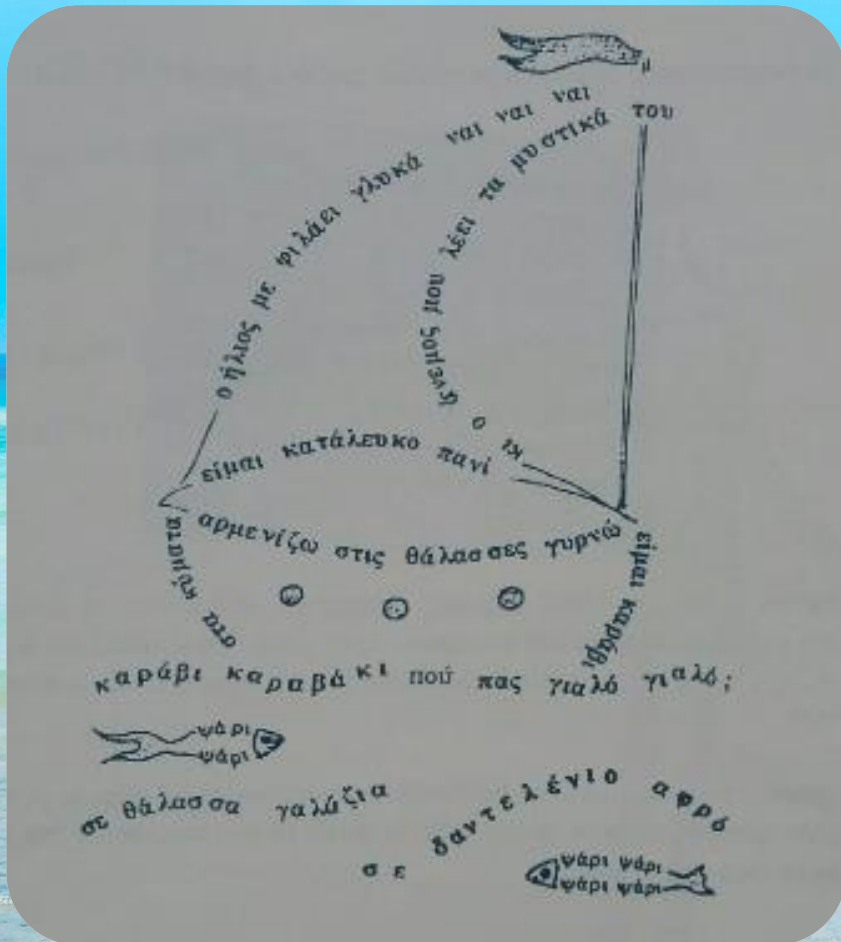 ο ήλιος με φιλάει γλυκά ναι ναι ναι
κι ο άνεμος που λέει τα μυστικά του
είμαι κατάλευκο πανί
αρμενίζω στις θάλασσες γυρνώ
είμαι καράβι
στα κύματα
καράβι καραβάκι πού πας γιαλό γιαλό;
ψάρι
ψάρι
σε θάλασσα γαλάζια
σε δαντελένιο αφρό
ψάρι ψάρι
ψάρι ψάρι